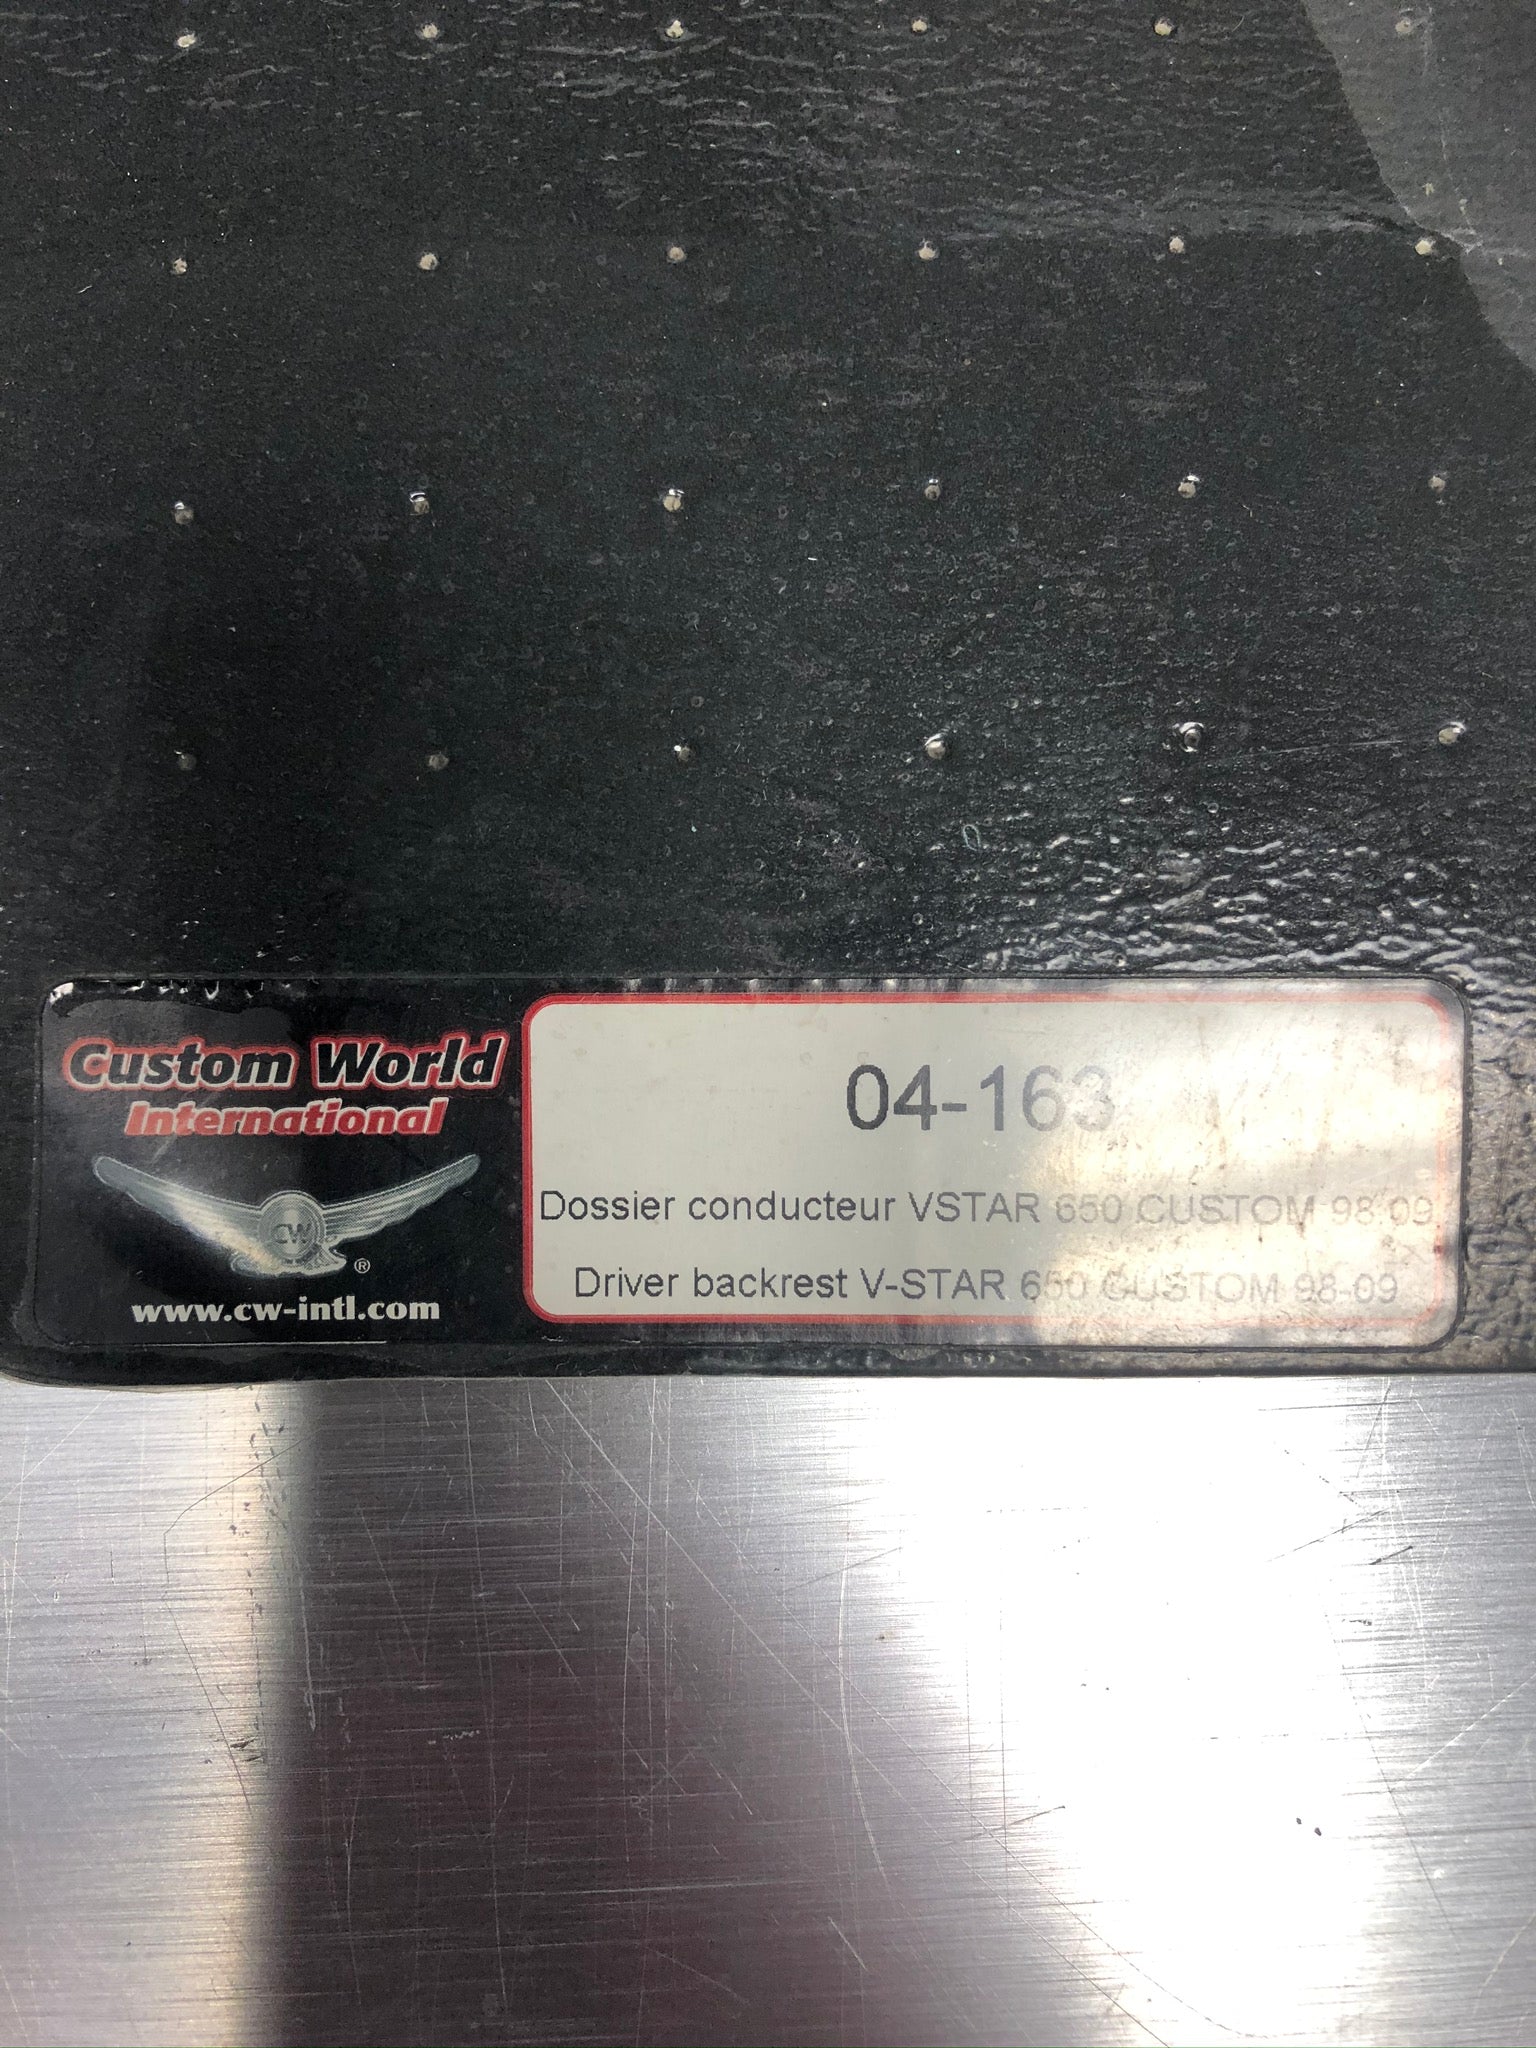 Custom World
International
CW
®
www.cw-intl.com
04-163
Dossier conducteur VSTAR 650 CUSTOM 98-09
Driver backrest V-STAR 650 CUSTOM 98-09